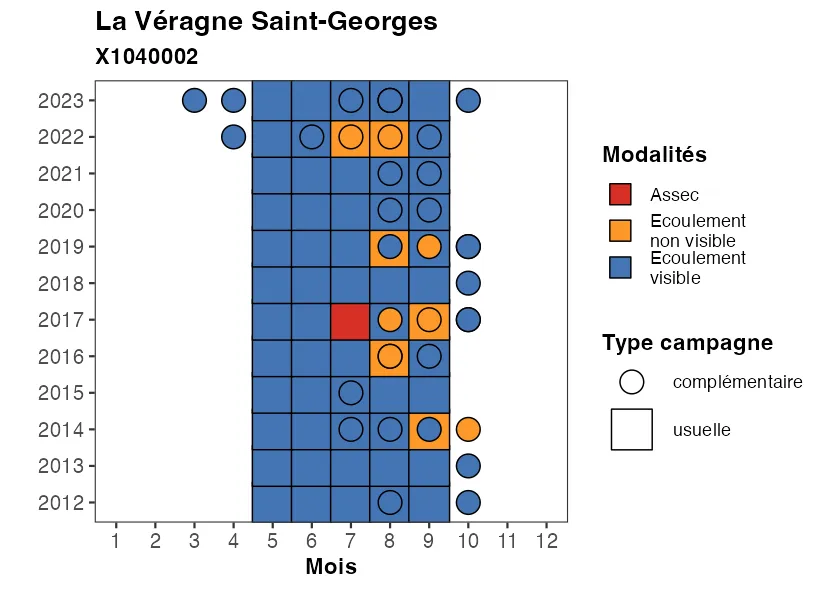 La Véragne Saint-Georges
X1040002
2023
2022
2021
2020
2019
2018
2017
2016
2015
2014
2013
2012
1 2 3 4 5 6 7 8 9 10 11 12
Mois
Modalités
Assec
Ecoulement
non visible
Ecoulement
visible
Type campagne
complémentaire
usuelle